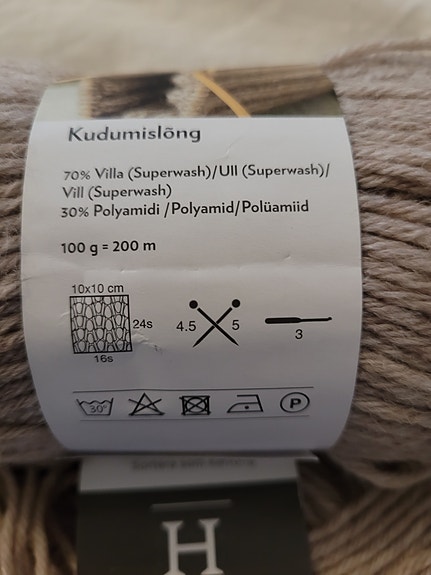 Kudumislõng
70% Villa (Superwash)/Ull (Superwash)/
Vill (Superwash)
30% Polyamidi /Polyamid/Polüamiid
100 g = 200 m
10x10 cm
24s
16s
4.5
5
3
30°
P
H